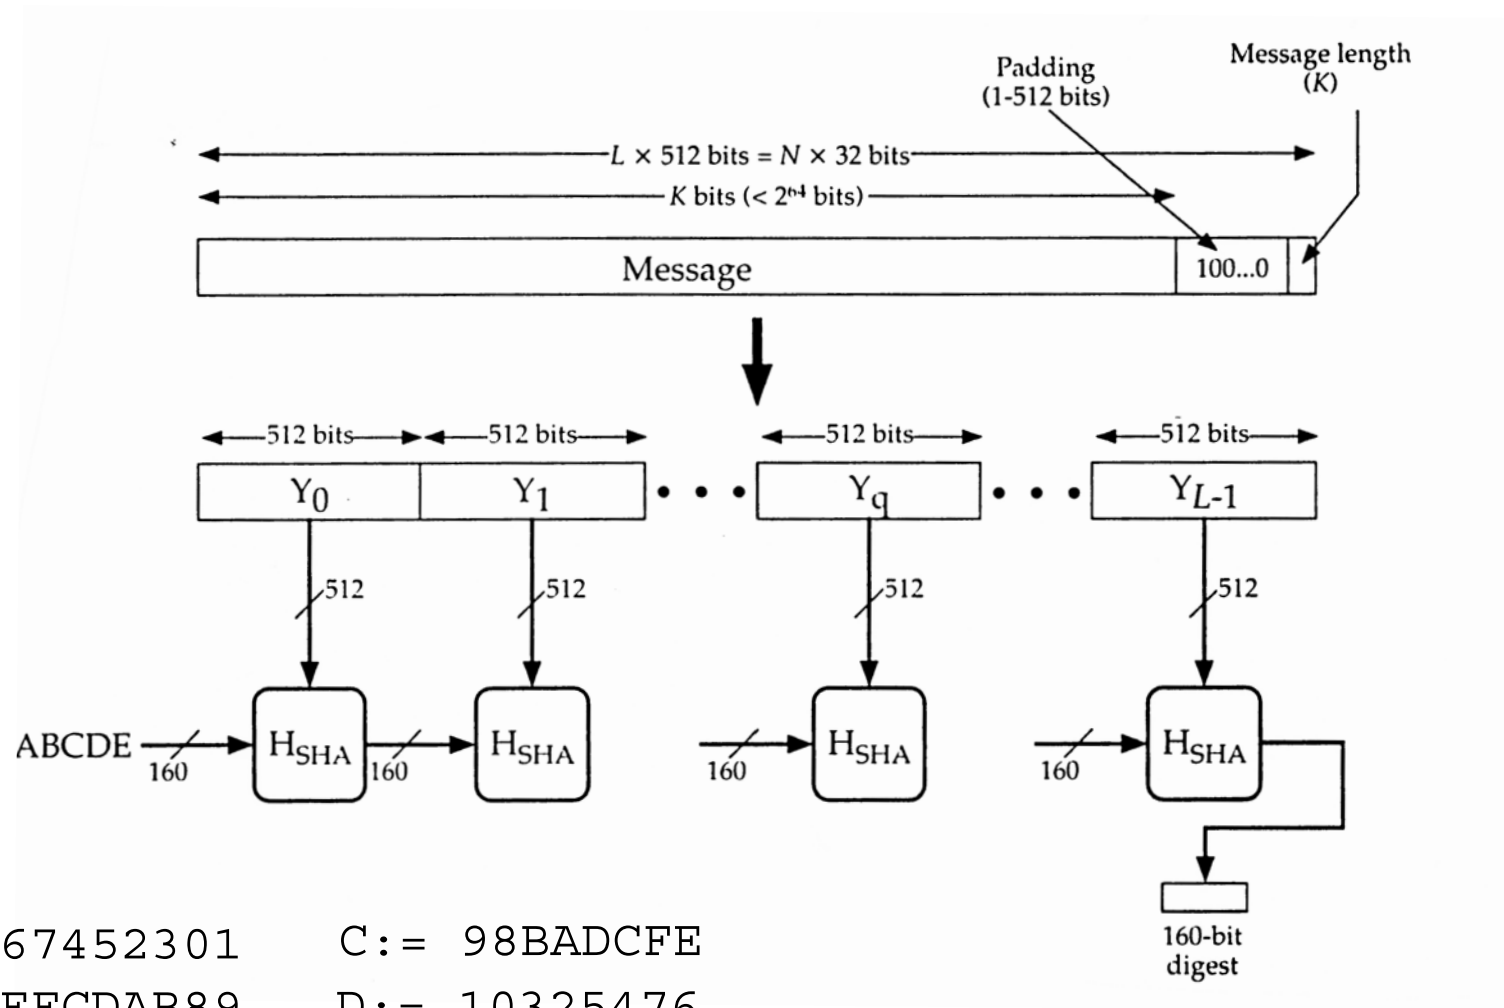 Padding
(1-512 bits)
Message length
(K)
L × 512 bits = N × 32 bits
K bits (< 2⁶⁴ bits)
Message
100...0
512 bits
512 bits
512 bits
512 bits
Y0
Y1
Yq
YL-1
512
512
512
512
ABCDE
160
HSHA
160
HSHA
160
HSHA
160
HSHA
160-bit
digest
67452301 C:= 98BADCFE
EFCDAB89 D:= 10325476